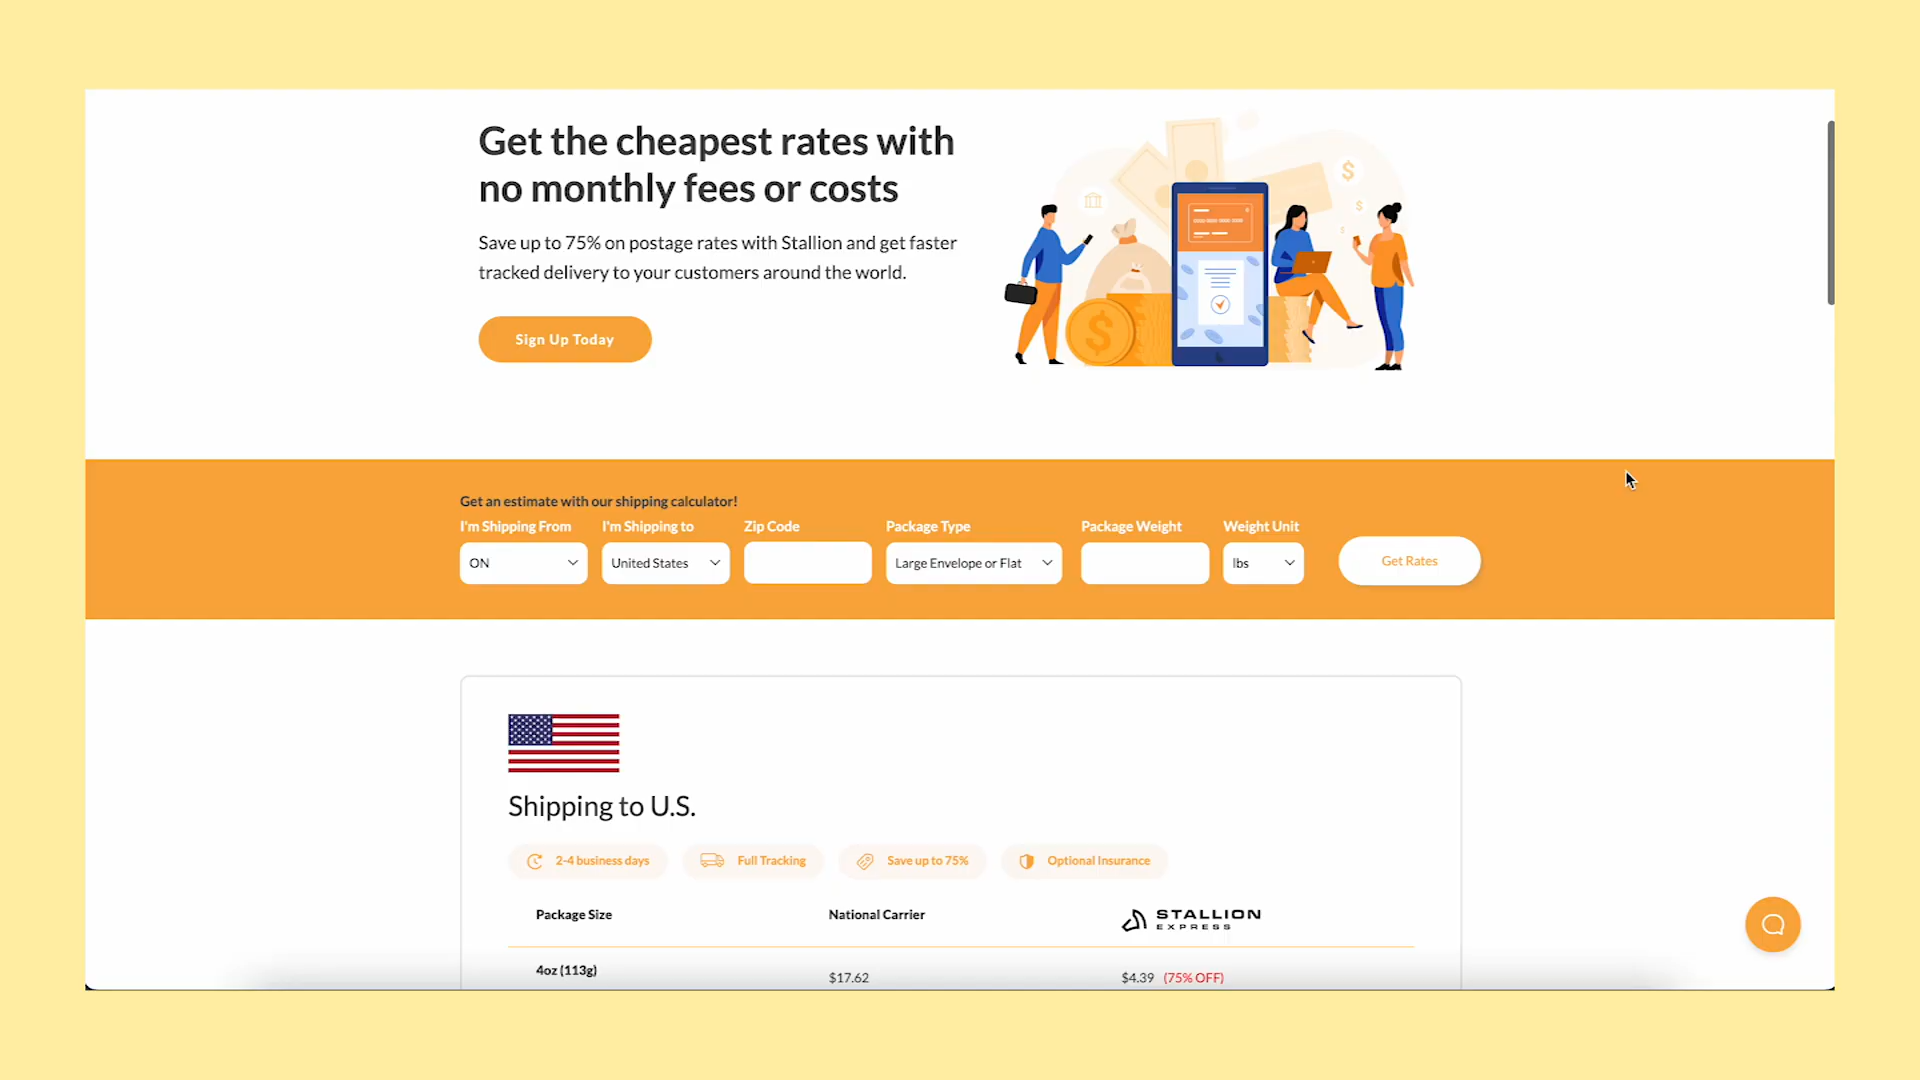 Get the cheapest rates with
no monthly fees or costs
Save up to 75% on postage rates with Stallion and get faster
tracked delivery to your customers around the world.
Sign Up Today
Get an estimate with our shipping calculator!
I'm Shipping From I'm Shipping to Zip Code Package Type Package Weight Weight Unit
ON United States Large Envelope or Flat lbs Get Rates
Shipping to U.S.
2-4 business days Full Tracking Save up to 75% Optional Insurance
Package Size National Carrier STALLION
EXPRESS
4oz (113g)
$17.62 $4.39 (75% OFF)